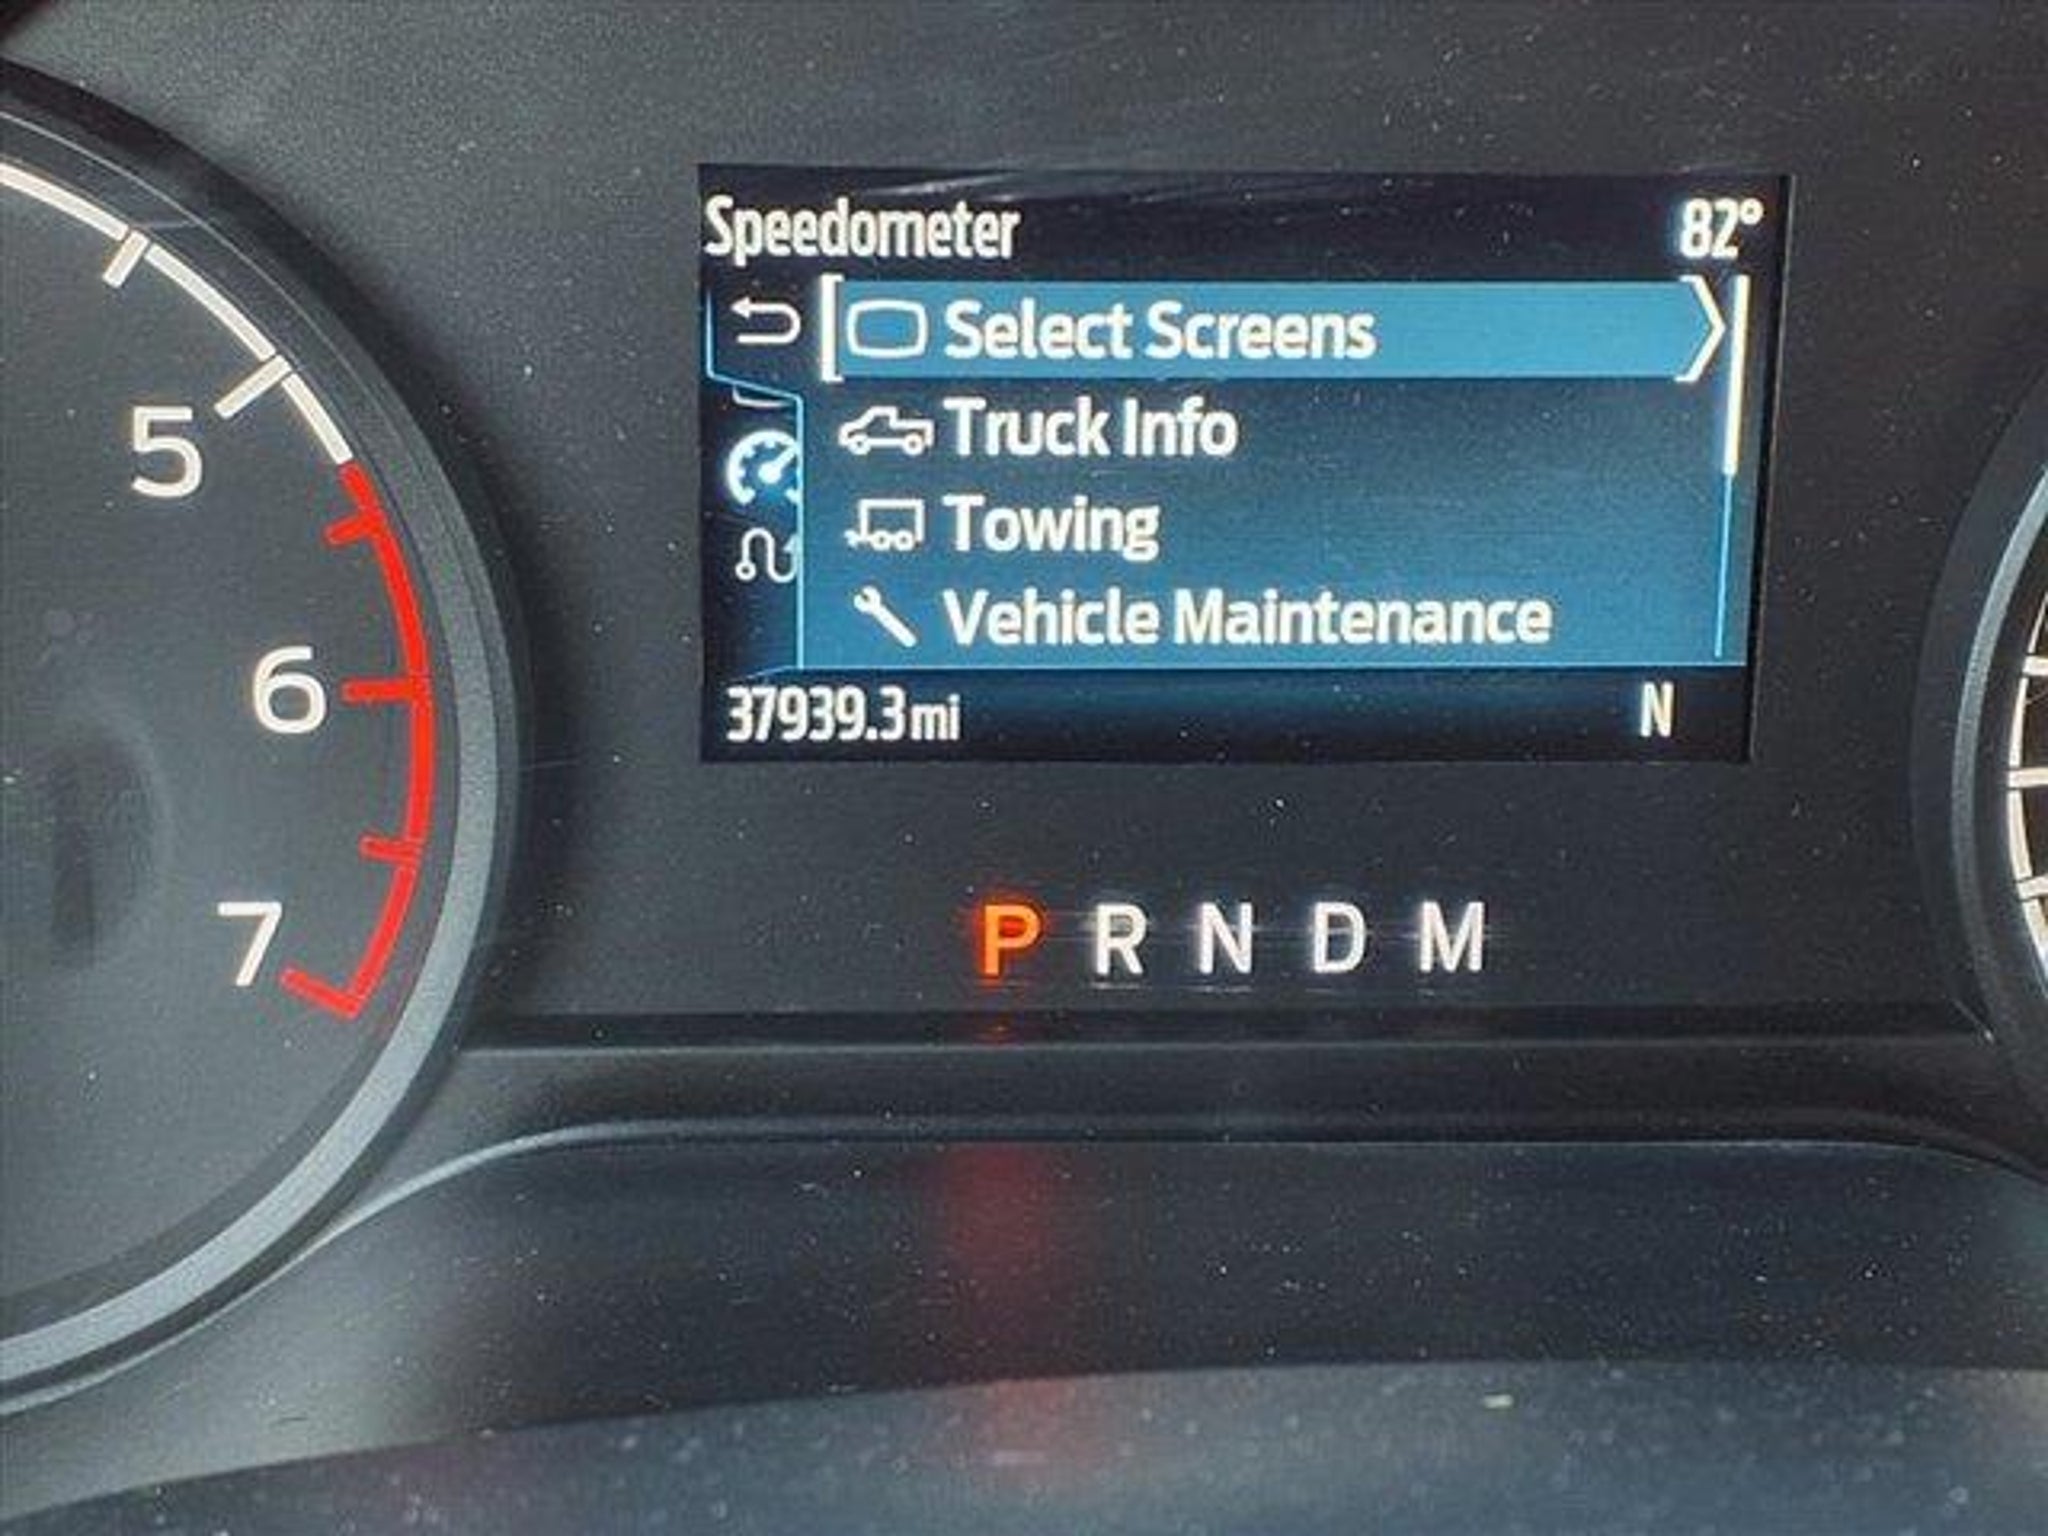 Speedometer 82°
Select Screens
Truck Info
Towing
Vehicle Maintenance
37939.3mi N
5
6
7
P R N D M